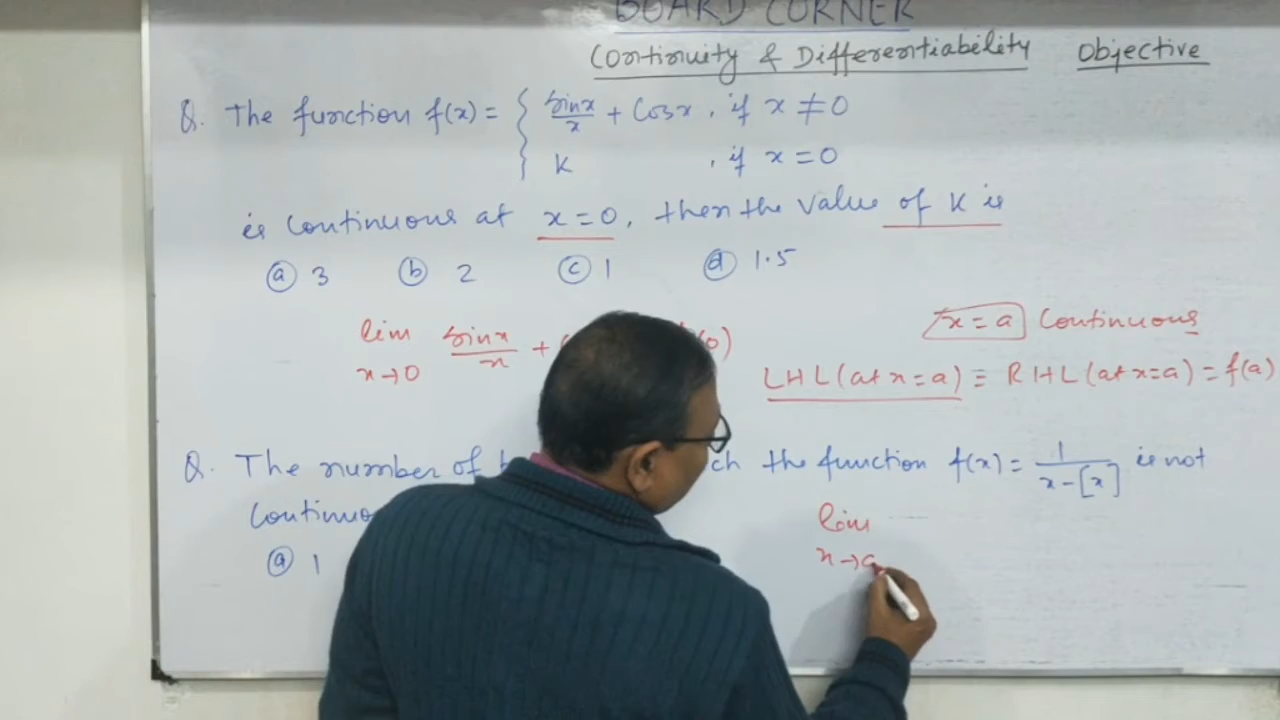 BOARD CORNER
Continuity & Differentiability Objective
Q. The function f(x) = { sinx/x + Cosx, if x ≠ 0
K , if x = 0
is continuous at x = 0, then the value of K is
(a) 3 (b) 2 (c) 1 (d) 1.5
x = a Continuous
lim x→0 sinx/x + 0)
LHL (at x = a) = RHL (at x = a) = f(a)
Q. The number of the function f(x) = 1/(x - [x]) is not
lim x→a
(a) 1